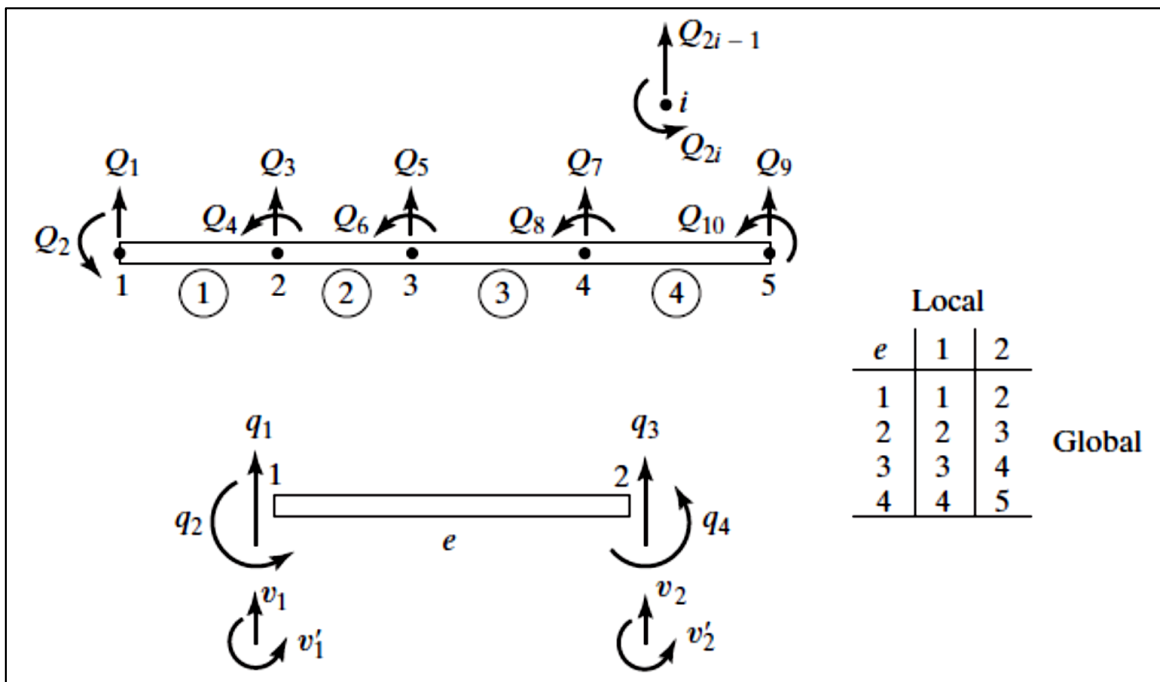 Q₂ᵢ₋₁
i
Q₂ᵢ
Q₁ Q₃ Q₅ Q₇ Q₉
Q₂ Q₄ Q₆ Q₈ Q₁₀
1 ① 2 ② 3 ③ 4 ④ 5
Local
e 1 2
1 1 2
2 2 3
3 3 4
4 4 5
Global
q₁ q₃
1 2
q₂ q₄
e
v₁ v₂
v′₁ v′₂